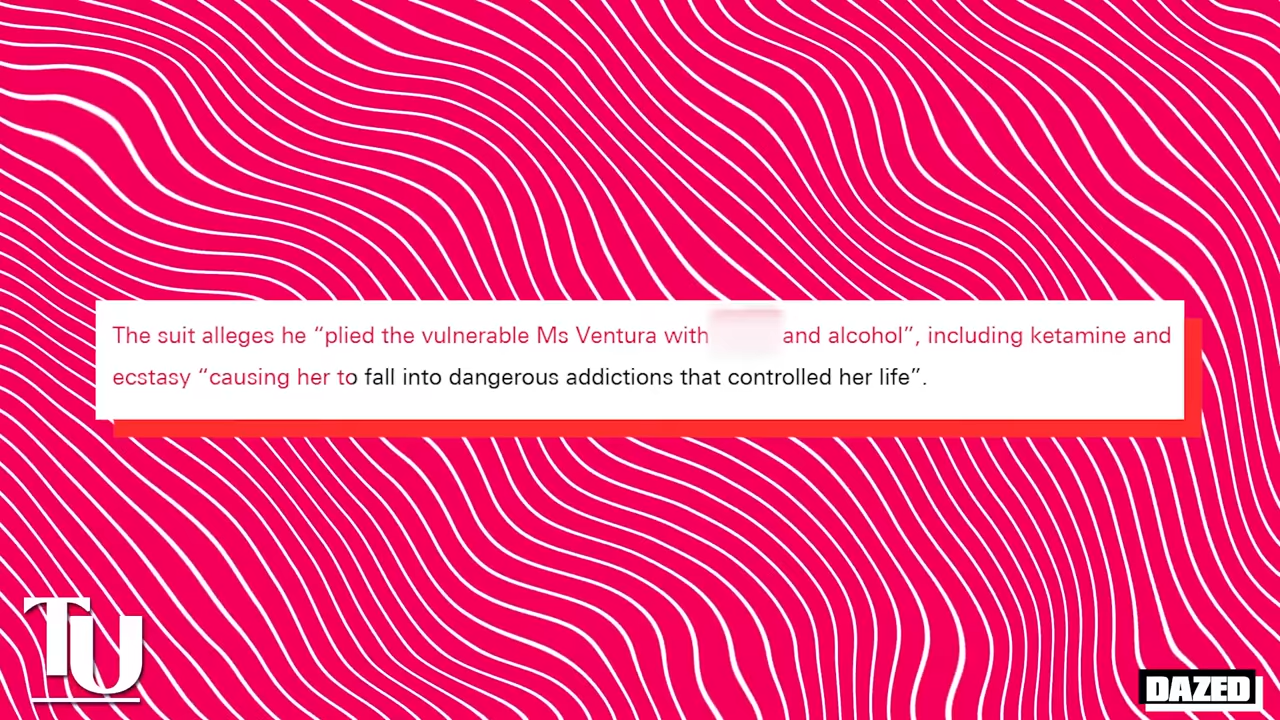 The suit alleges he “plied the vulnerable Ms Ventura with and alcohol”, including ketamine and
ecstasy “causing her to fall into dangerous addictions that controlled her life”.
TU
DAZED